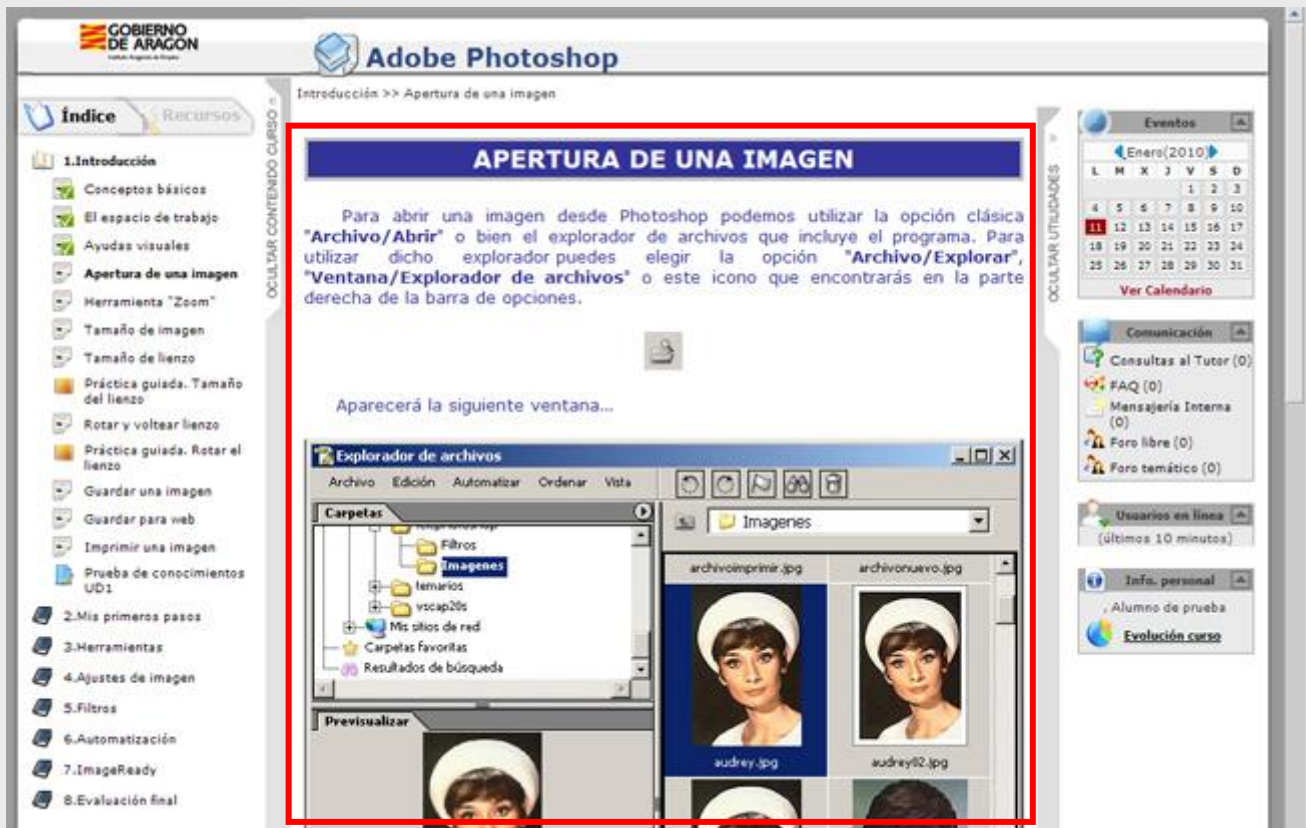 GOBIERNO
DE ARAGON
Adobe Photoshop
Introducción >> Apertura de una imagen
Índice
Recursos
1.Introducción
Conceptos básicos
El espacio de trabajo
Ayudas visuales
Apertura de una imagen
Herramienta "Zoom"
Tamaño de imagen
Tamaño de lienzo
Práctica guiada. Tamaño
del lienzo
Rotar y voltear lienzo
Práctica guiada. Rotar el
lienzo
Guardar una imagen
Guardar para web
Imprimir una imagen
Prueba de conocimientos
UD1
2.Mis primeros pasos
3.Herramientas
4.Ajustes de imagen
5.Filtros
6.Automatización
7.ImageReady
8.Evaluación final
OCULTAR CONTENIDO CURSO «
APERTURA DE UNA IMAGEN
Para abrir una imagen desde Photoshop podemos utilizar la opción clásica
"Archivo/Abrir" o bien el explorador de archivos que incluye el programa. Para
utilizar dicho explorador puedes elegir la opción "Archivo/Explorar",
"Ventana/Explorador de archivos" o este icono que encontrarás en la parte
derecha de la barra de opciones.
Aparecerá la siguiente ventana...
Explorador de archivos
Archivo Edición Automatizar Ordenar Vista
Carpetas
Filtros
Imagenes
temarios
vscap20s
Mis sitios de red
Carpetas favoritas
Resultados de búsqueda
Previsualizar
Imagenes
archivoimprimir.jpg archivonuevo.jpg
audrey.jpg audrey02.jpg
OCULTAR UTILIDADES »
Eventos
Enero(2010)
L M X J V S D
1 2 3
4 5 6 7 8 9 10
11 12 13 14 15 16 17
18 19 20 21 22 23 24
25 26 27 28 29 30 31
Ver Calendario
Comunicación
Consultas al Tutor (0)
FAQ (0)
Mensajería Interna
(0)
Foro libre (0)
Foro temático (0)
Usuarios en línea
(últimos 10 minutos)
Info. personal
, Alumno de prueba
Evolución curso